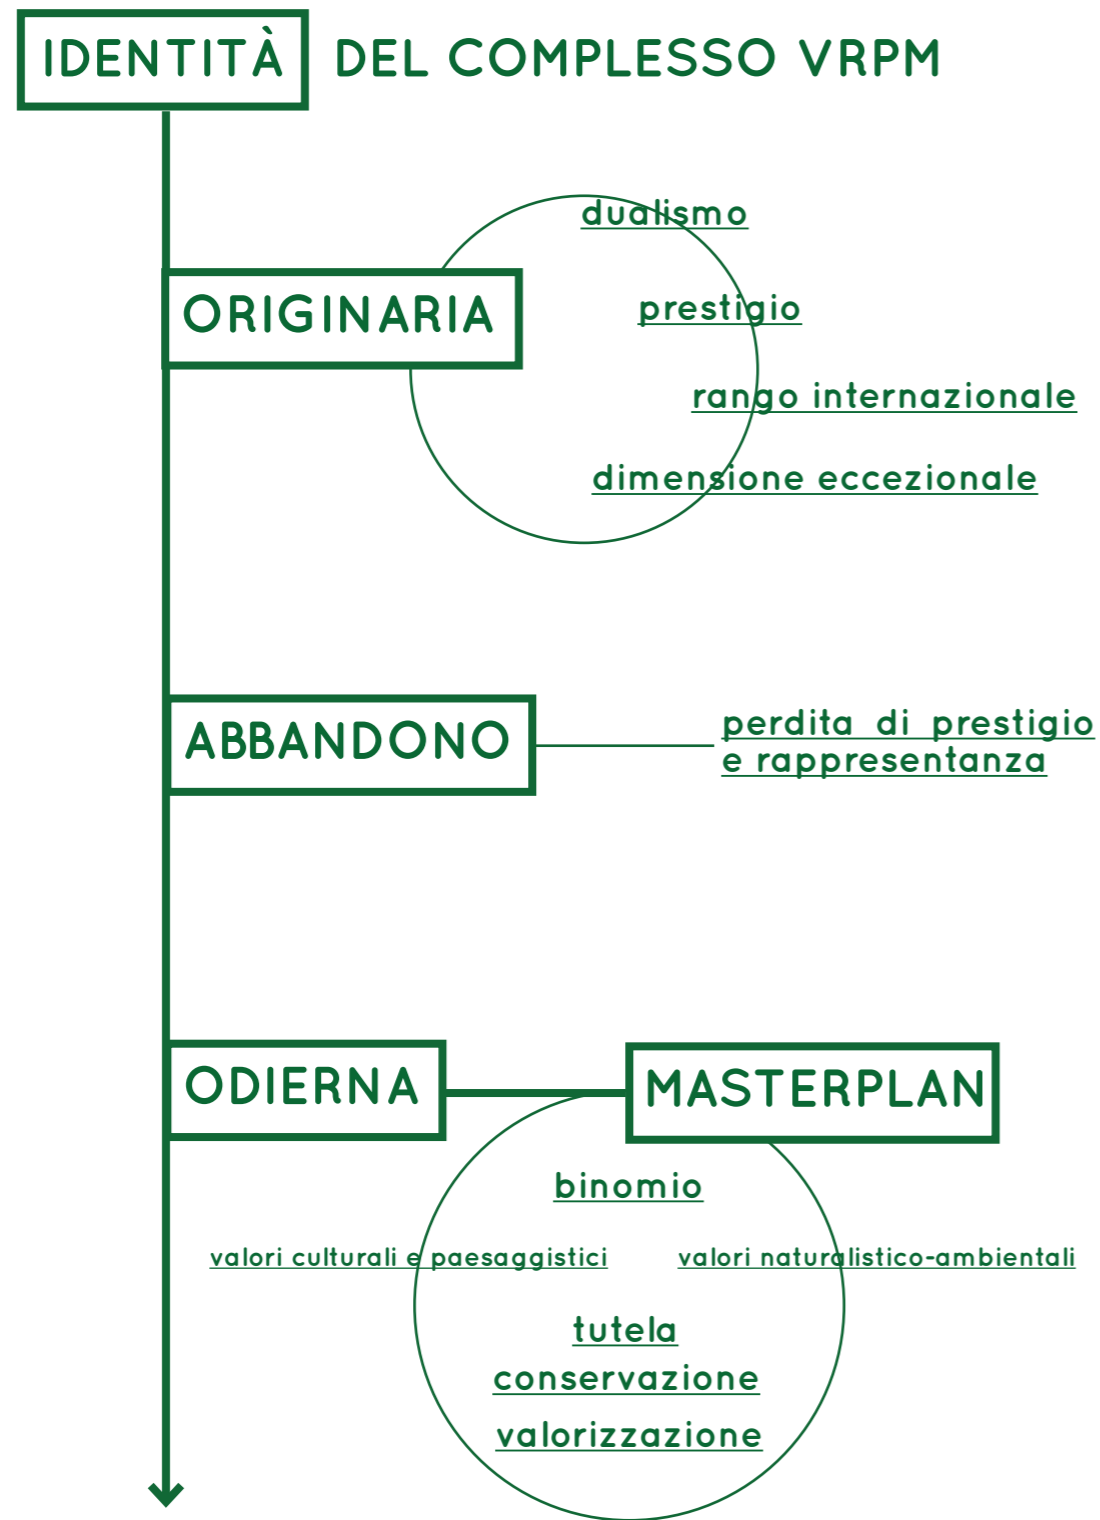 IDENTITÀ DEL COMPLESSO VRPM
dualismo
ORIGINARIA
prestigio
rango internazionale
dimensione eccezionale
ABBANDONO
perdita di prestigio
e rappresentanza
ODIERNA
MASTERPLAN
binomio
valori culturali e paesaggistici
valori naturalistico-ambientali
tutela
conservazione
valorizzazione